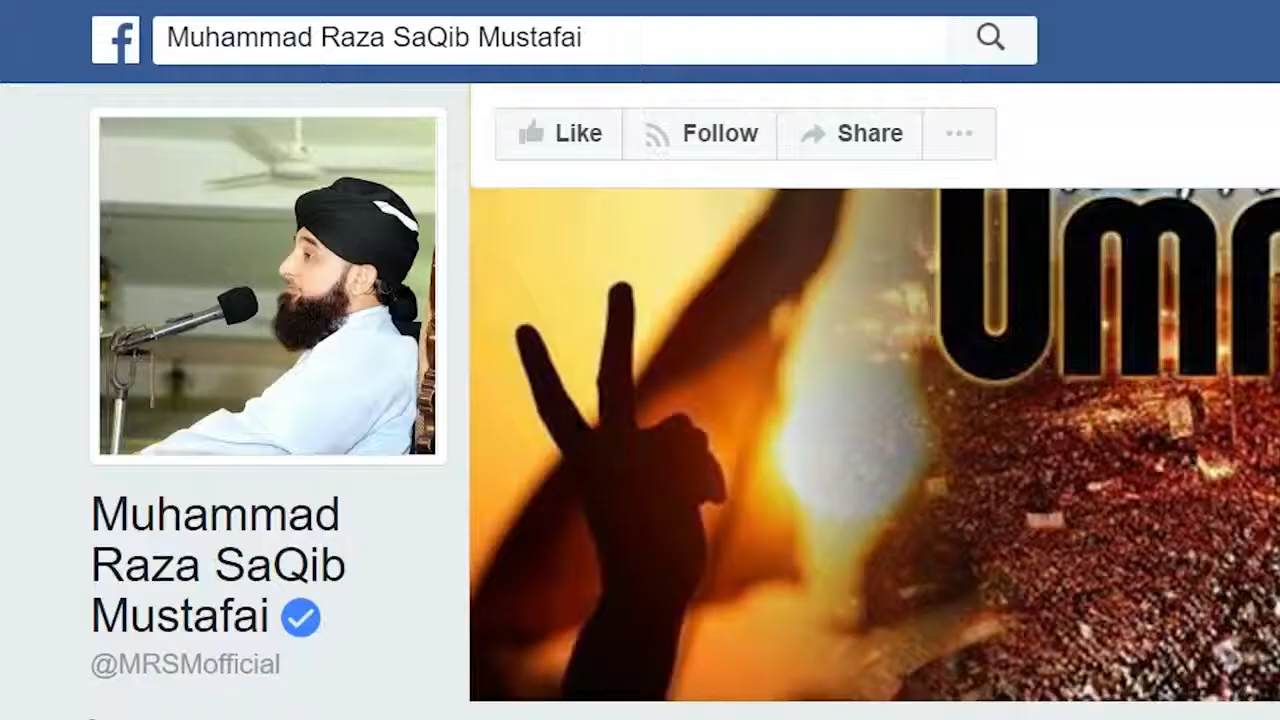 Muhammad Raza SaQib Mustafai
Like Follow Share
Muhammad
Raza SaQib
Mustafai
@MRSMofficial